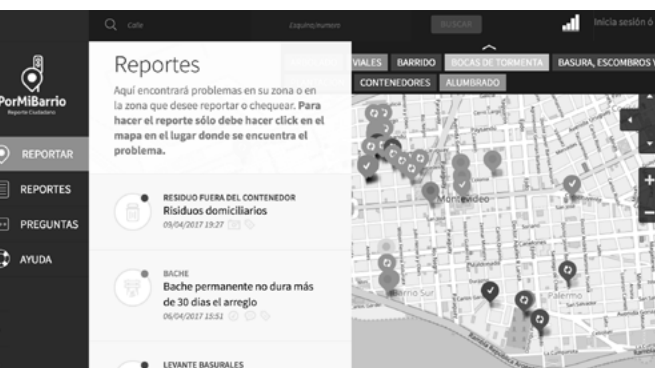 Calle
Esquina/numero
BUSCAR
Inicia sesión ó
PorMiBarrio
Reporte Ciudadano
REPORTAR
REPORTES
PREGUNTAS
AYUDA
Reportes
Aquí encontrará problemas en su zona o en
la zona que desee reportar o chequear. Para
hacer el reporte sólo debe hacer click en el
mapa en el lugar donde se encuentra el
problema.
RESIDUO FUERA DEL CONTENEDOR
Risiduos domiciliarios
09/04/2017 19:27
BACHE
Bache permanente no dura más
de 30 dias el arreglo
06/04/2017 15:51
LEVANTE BASURALES
VIALES BARRIDO BOCAS DE TORMENTA BASURA, ESCOMBROS Y
CONTENEDORES ALUMBRADO
Montevideo
Barrio Sur
Palermo